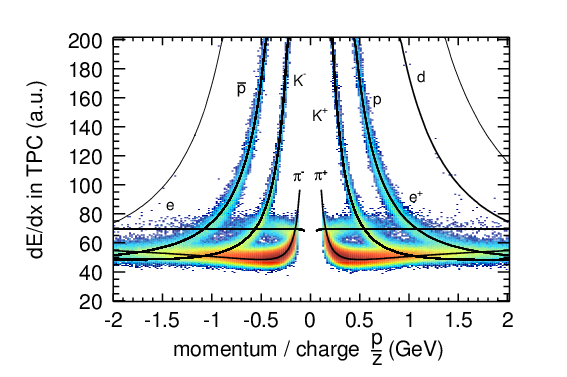 dE/dx in TPC (a.u.)
200
180
160
140
120
100
80
60
40
20
p̄
K⁻
K⁺
p
d
π⁻
π⁺
e
e⁺
-2
-1.5
-1
-0.5
0
0.5
1
1.5
2
momentum / charge p/z (GeV)